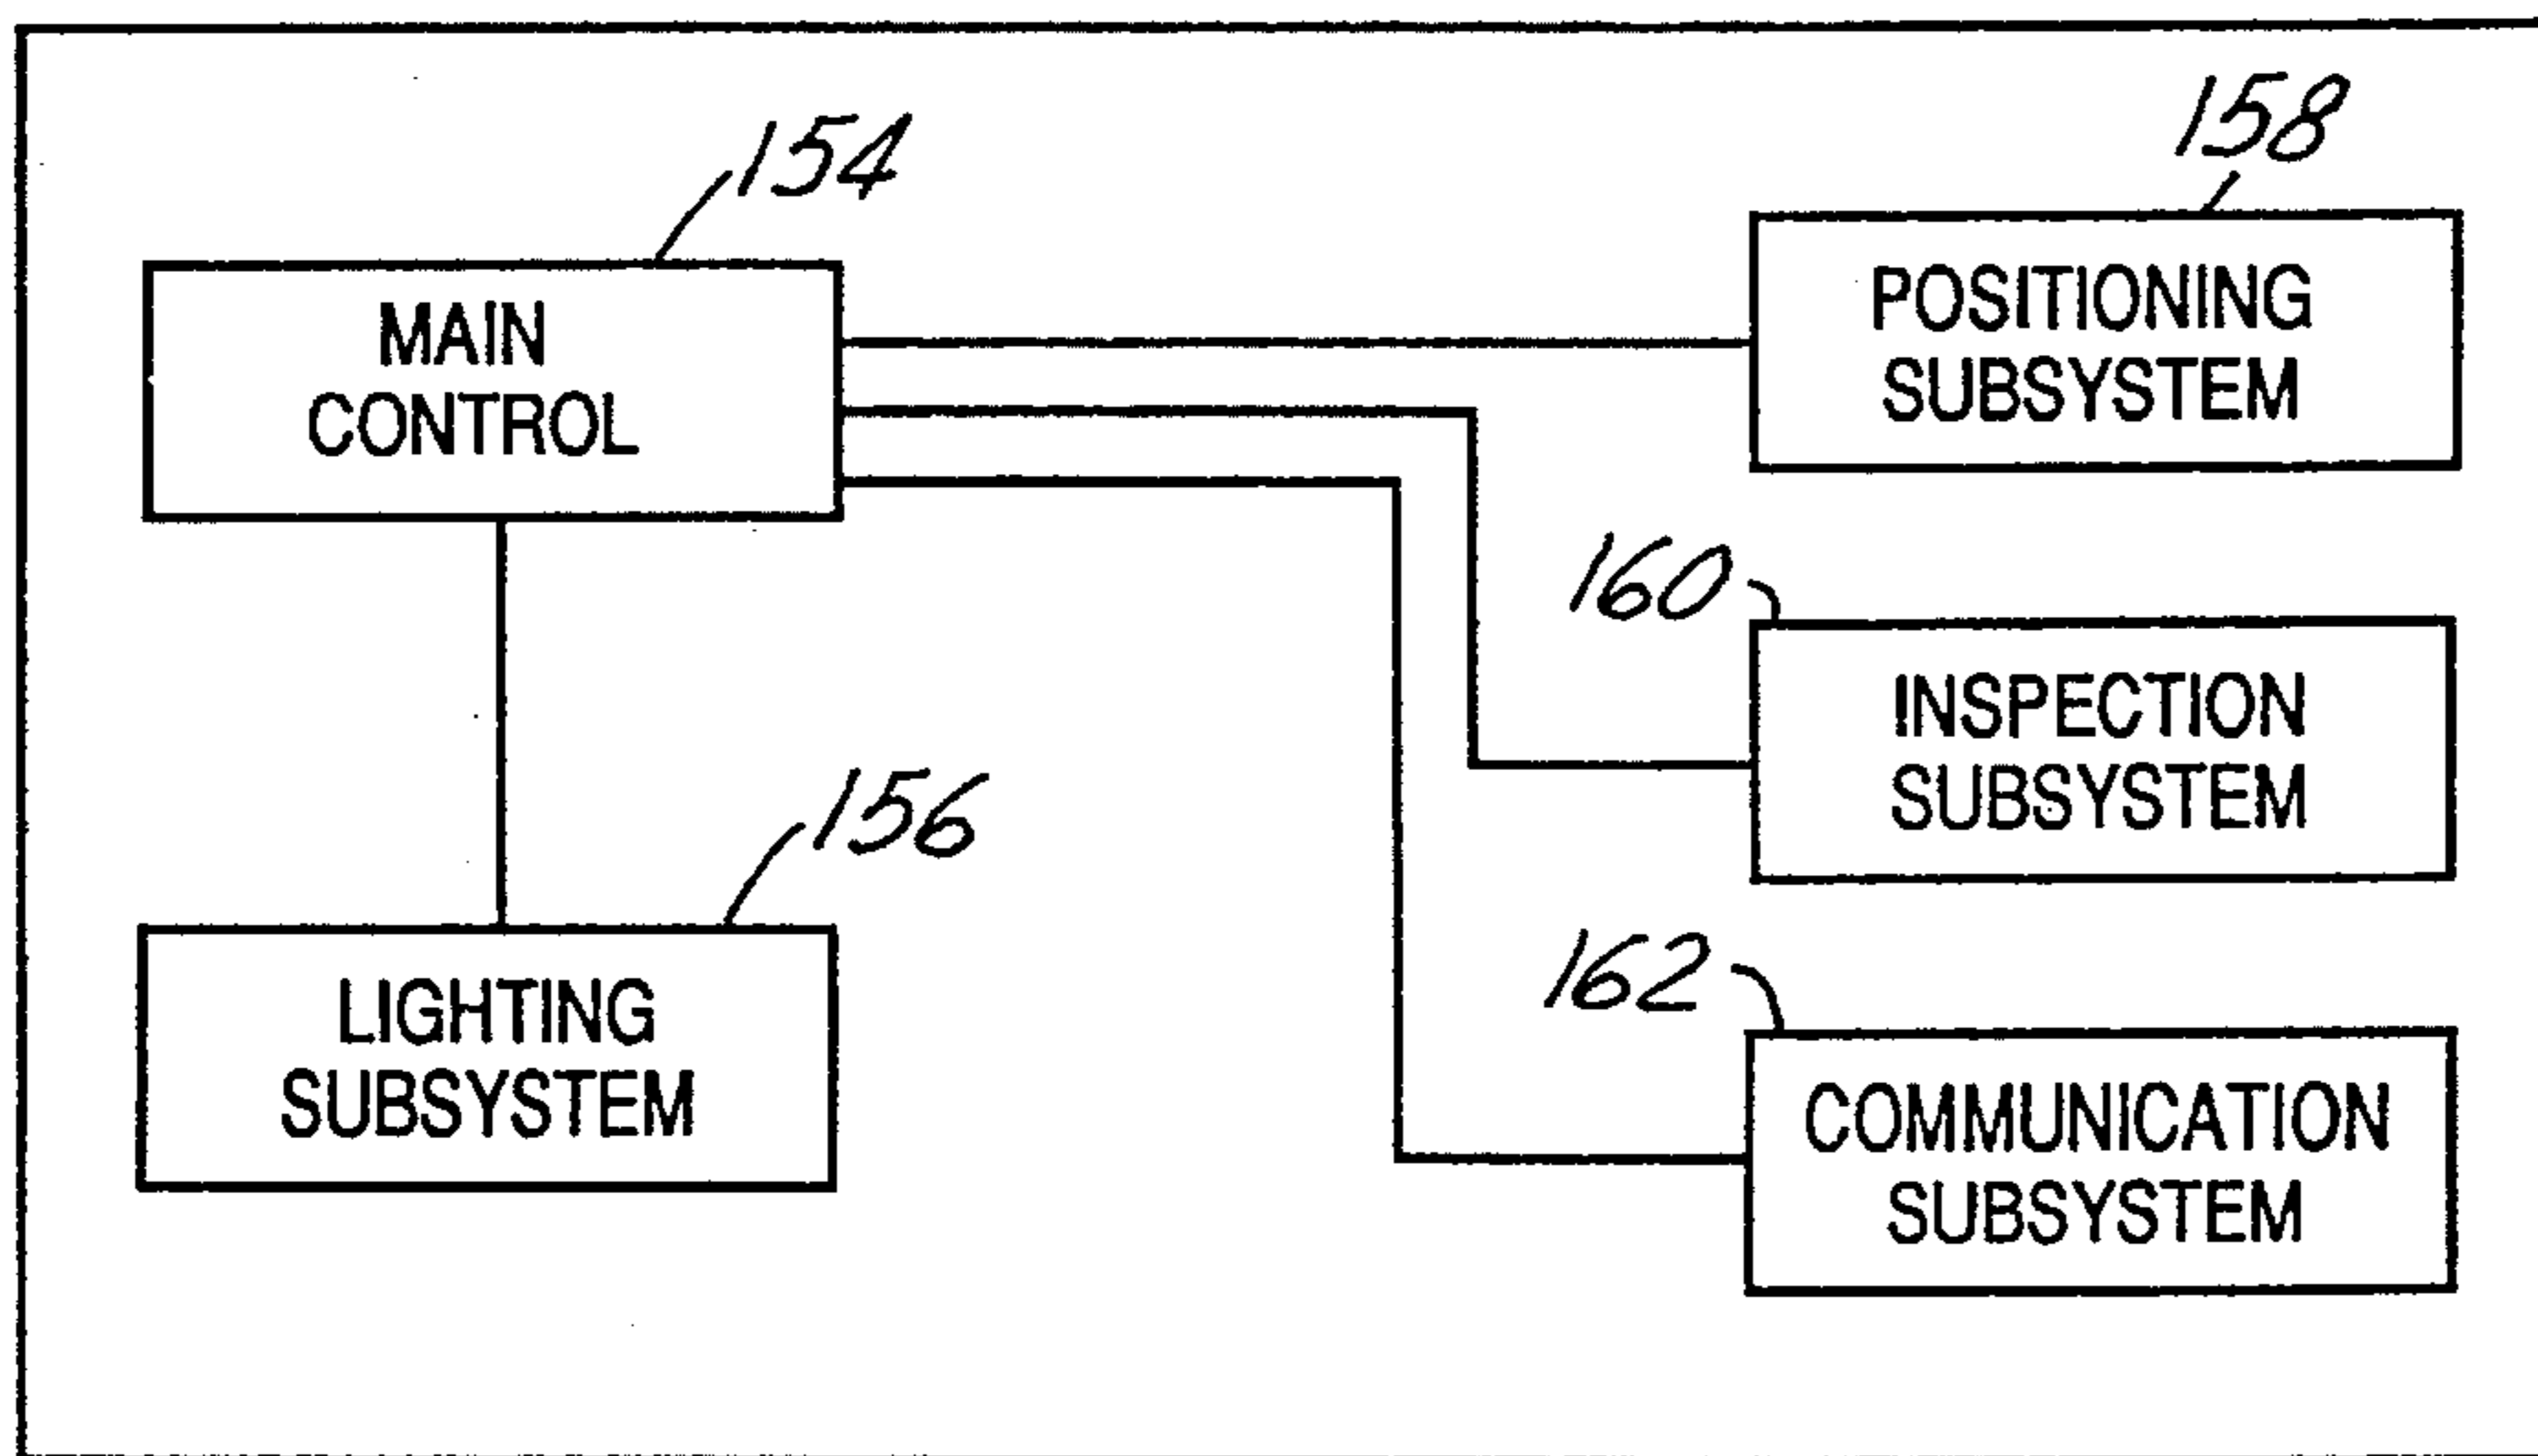 154
MAIN
CONTROL
158
POSITIONING
SUBSYSTEM
160
INSPECTION
SUBSYSTEM
156
LIGHTING
SUBSYSTEM
162
COMMUNICATION
SUBSYSTEM